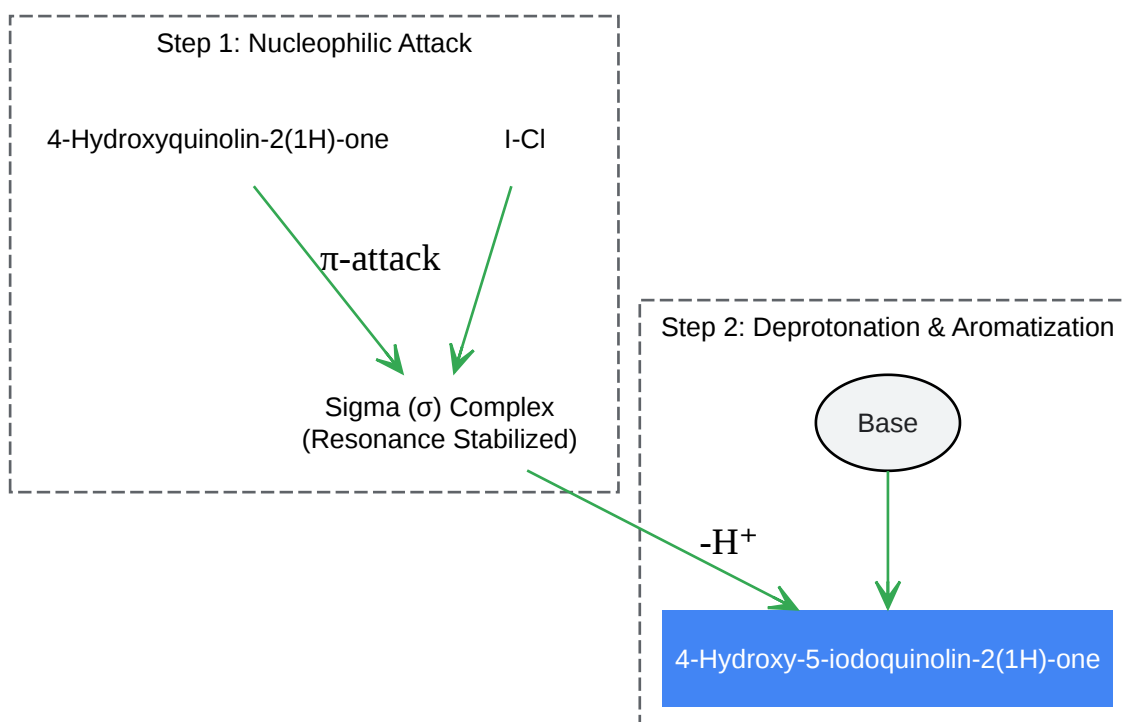 Step 1: Nucleophilic Attack
4-Hydroxyquinolin-2(1H)-one
I-Cl
π-attack
Sigma (σ) Complex
(Resonance Stabilized)
Step 2: Deprotonation & Aromatization
Base
-H⁺
4-Hydroxy-5-iodoquinolin-2(1H)-one